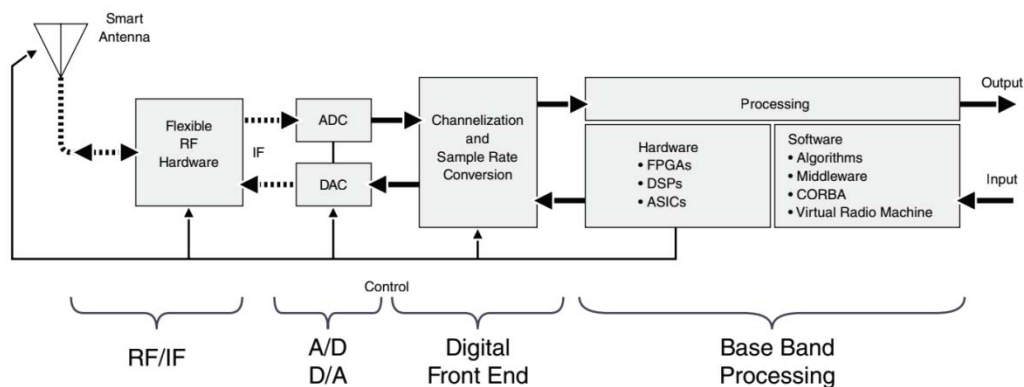 Smart
Antenna
Flexible
RF
Hardware
IF
ADC
DAC
Channelization
and
Sample Rate
Conversion
Processing
Hardware
• FPGAs
• DSPs
• ASICs
Software
• Algorithms
• Middleware
• CORBA
• Virtual Radio Machine
Output
Input
Control
RF/IF
A/D
D/A
Digital
Front End
Base Band
Processing